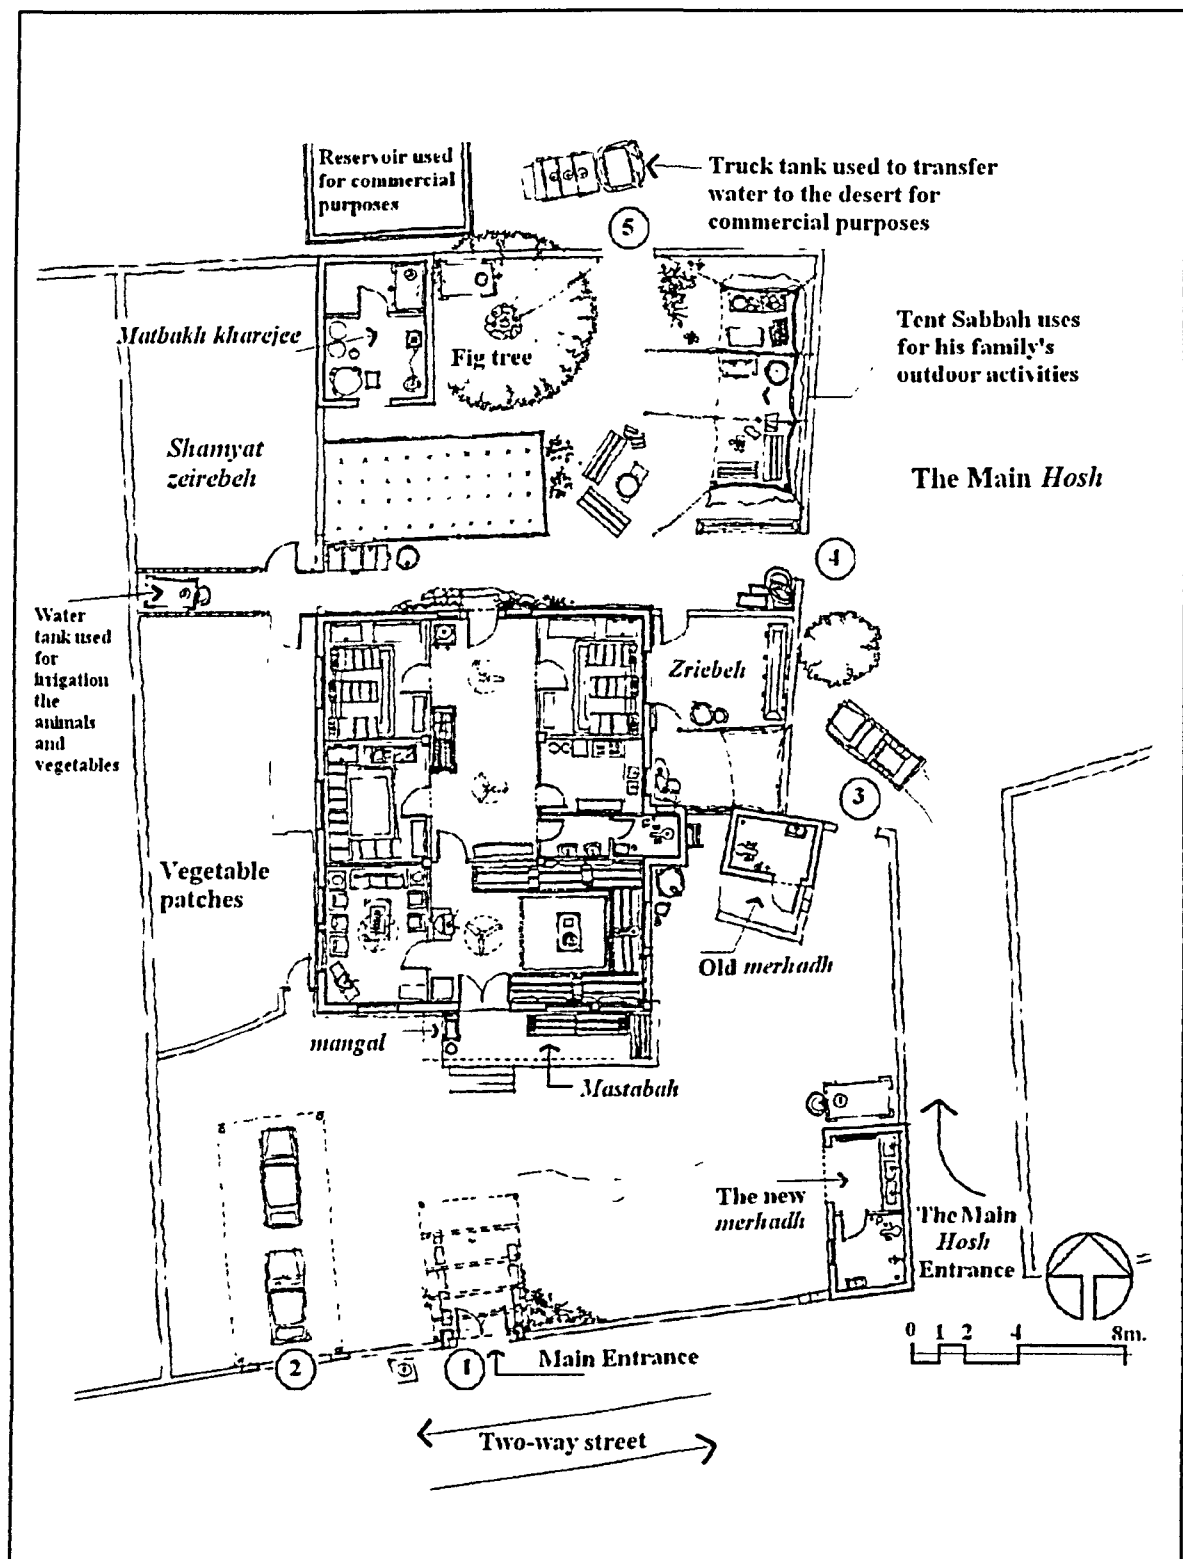 Reservoir used
for commercial
purposes
Truck tank used to transfer
water to the desert for
commercial purposes
5
Matbakh kharejee
Fig tree
Tent Sabbah uses
for his family's
outdoor activities
Shamyat
zeirebeh
The Main Hosh
4
Water
tank used
for
irrigation
the
animals
and
vegetables
Zriebeh
3
Vegetable
patches
Old merhadh
mangal
Mastabah
The new
merhadh
The Main
Hosh
Entrance
0 1 2 4 8m.
2
1
Main Entrance
Two-way street